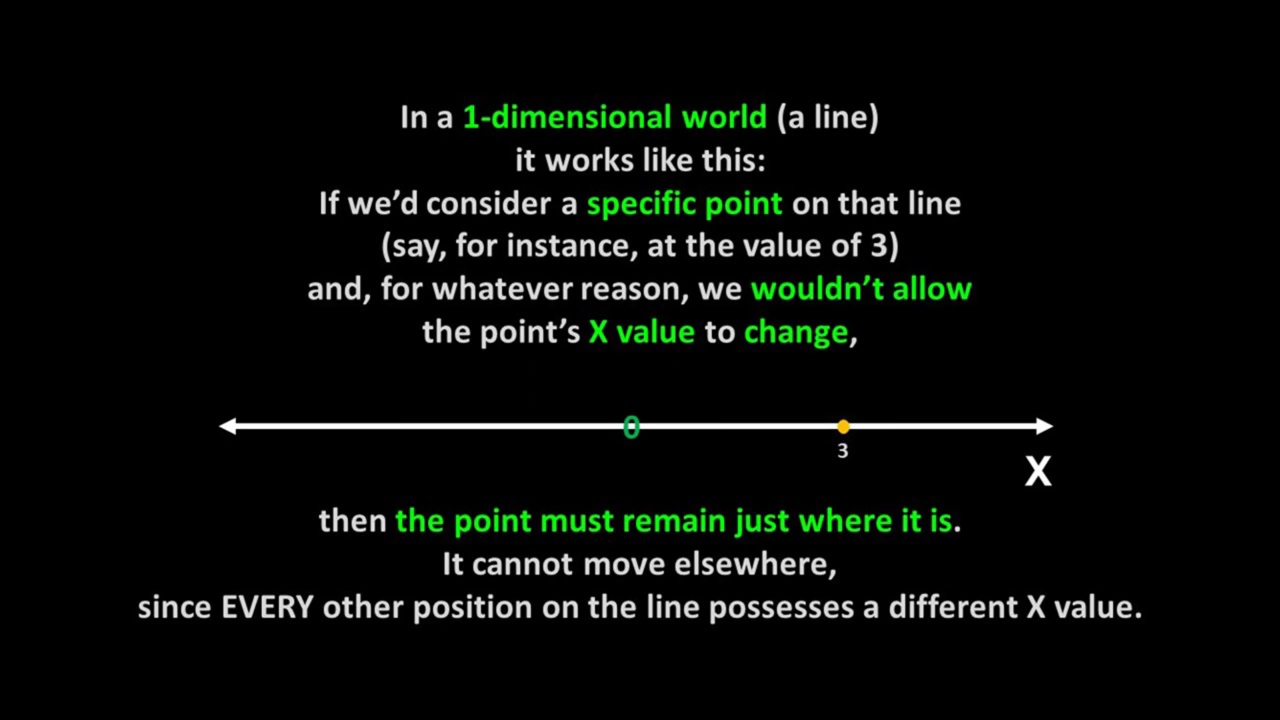 In a 1-dimensional world (a line)
it works like this:
If we’d consider a specific point on that line
(say, for instance, at the value of 3)
and, for whatever reason, we wouldn’t allow
the point’s X value to change,
0
3
X
then the point must remain just where it is.
It cannot move elsewhere,
since EVERY other position on the line possesses a different X value.